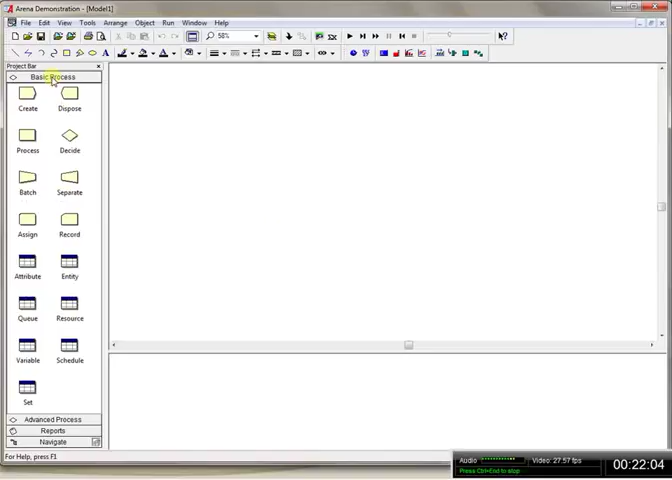 Arena Demonstration - [Model1]
File Edit View Tools Arrange Object Run Window Help
58%
Project Bar
Basic Process
Create Dispose
Process Decide
Batch Separate
Assign Record
Attribute Entity
Queue Resource
Variable Schedule
Set
Advanced Process
Reports
Navigate
For Help, press F1
Audio Video: 27.57 fps
Press Ctrl+End to stop
00:22:04